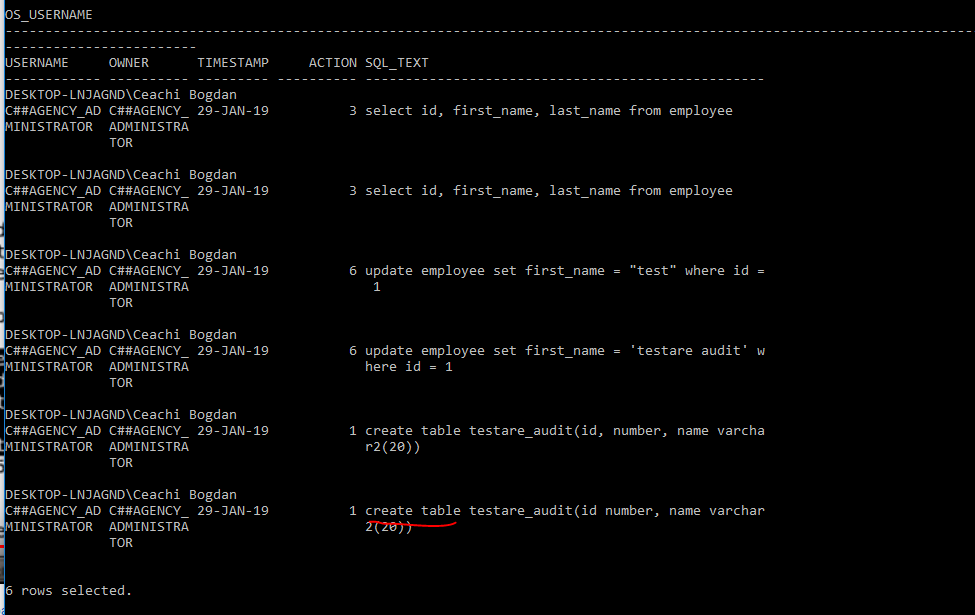 OS_USERNAME
--------------------------------------------------------------------------------------------------------------------------
------------------------
USERNAME     OWNER      TIMESTAMP     ACTION SQL_TEXT
------------ ---------- --------- ---------- --------------------------------------------------
DESKTOP-LNJAGND\Ceachi Bogdan
C##AGENCY_AD C##AGENCY_ 29-JAN-19          3 select id, first_name, last_name from employee
MINISTRATOR  ADMINISTRA
             TOR
DESKTOP-LNJAGND\Ceachi Bogdan
C##AGENCY_AD C##AGENCY_ 29-JAN-19          3 select id, first_name, last_name from employee
MINISTRATOR  ADMINISTRA
             TOR
DESKTOP-LNJAGND\Ceachi Bogdan
C##AGENCY_AD C##AGENCY_ 29-JAN-19          6 update employee set first_name = "test" where id =
MINISTRATOR  ADMINISTRA                       1
             TOR
DESKTOP-LNJAGND\Ceachi Bogdan
C##AGENCY_AD C##AGENCY_ 29-JAN-19          6 update employee set first_name = 'testare audit' w
MINISTRATOR  ADMINISTRA                      here id = 1
             TOR
DESKTOP-LNJAGND\Ceachi Bogdan
C##AGENCY_AD C##AGENCY_ 29-JAN-19          1 create table testare_audit(id, number, name varcha
MINISTRATOR  ADMINISTRA                      r2(20))
             TOR
DESKTOP-LNJAGND\Ceachi Bogdan
C##AGENCY_AD C##AGENCY_ 29-JAN-19          1 create table testare_audit(id number, name varchar
MINISTRATOR  ADMINISTRA                      2(20))
             TOR
6 rows selected.